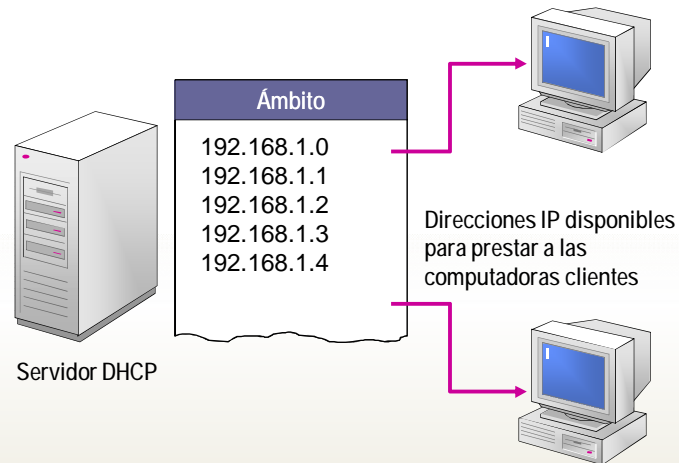 Ámbito
192.168.1.0
192.168.1.1
192.168.1.2
192.168.1.3
192.168.1.4
Direcciones IP disponibles
para prestar a las
computadoras clientes
Servidor DHCP